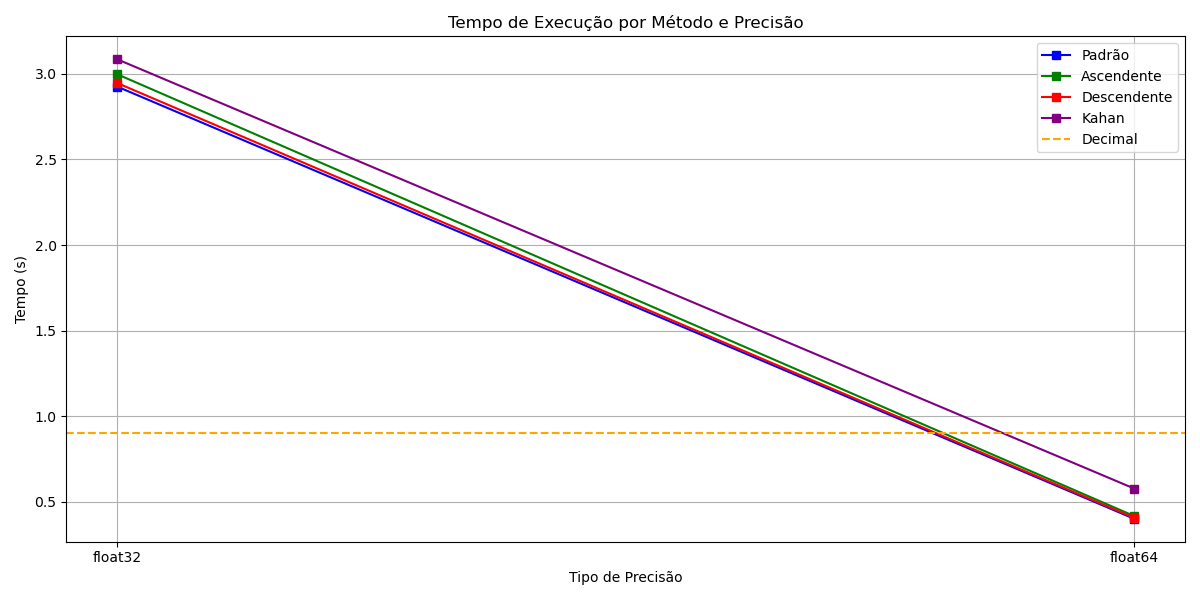 Tempo de Execução por Método e Precisão
Padrão
Ascendente
Descendente
Kahan
Decimal
Tempo (s)
3.0
2.5
2.0
1.5
1.0
0.5
float32
float64
Tipo de Precisão